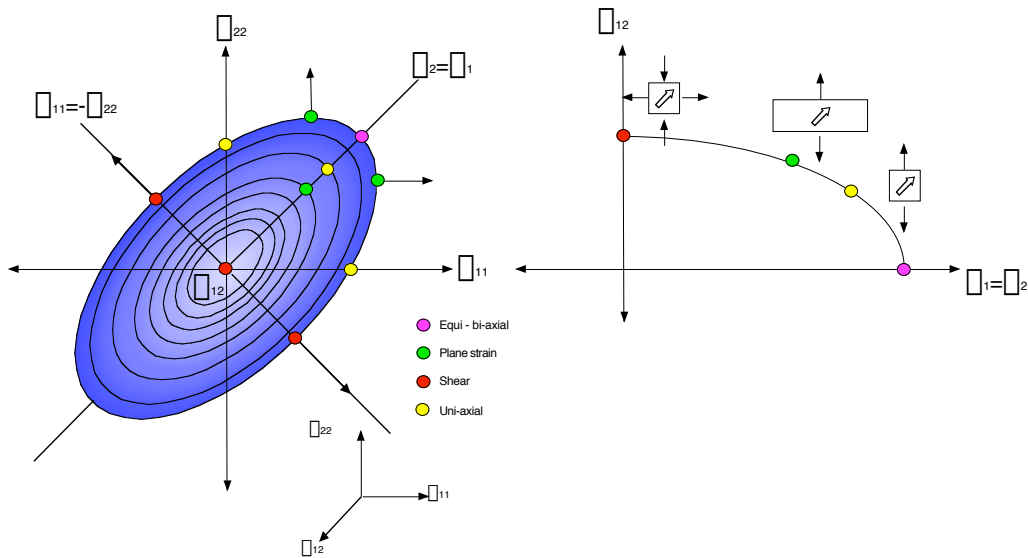 ▯22
▯2=▯1
▯11=-▯22
▯11
▯12
Equi - bi-axial
Plane strain
Shear
Uni-axial
▯22
▯11
▯12
▯12
▯1=▯2